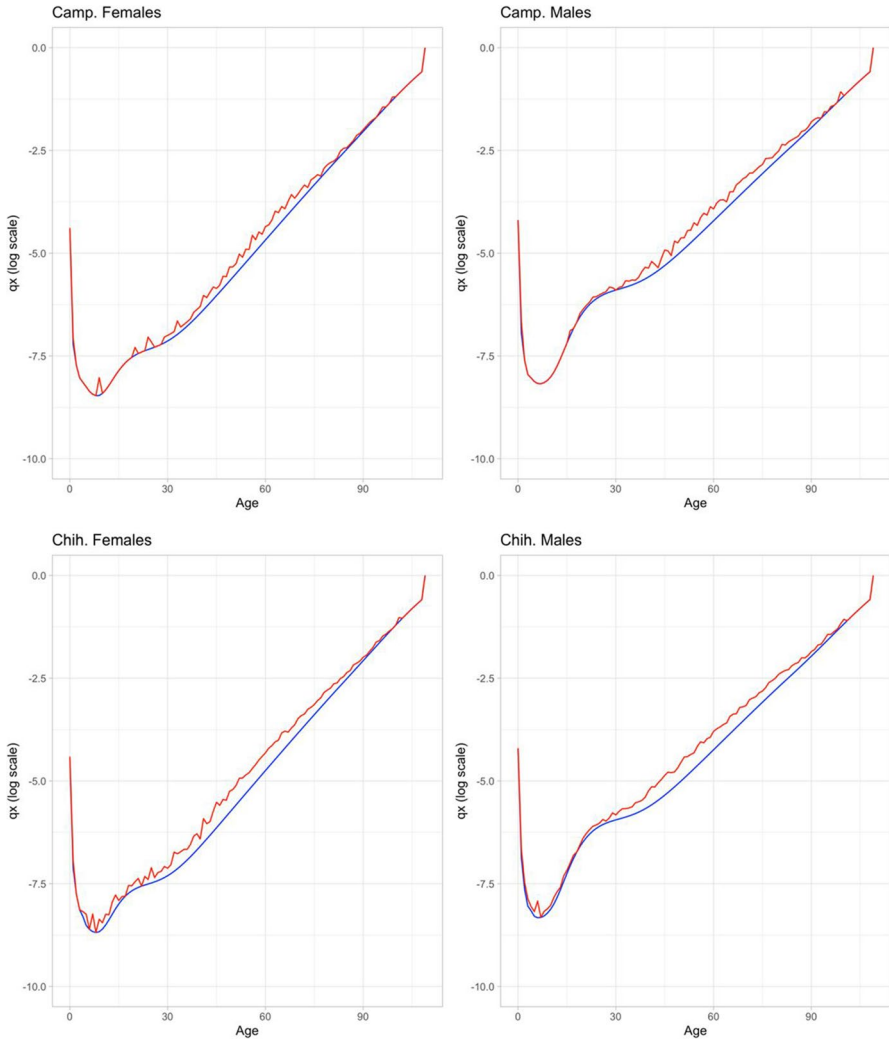 Camp. Females
Camp. Males
0.0
-2.5
-5.0
-7.5
-10.0
qx (log scale)
0 30 60 90
Age
0.0
-2.5
-5.0
-7.5
-10.0
qx (log scale)
0 30 60 90
Age
Chih. Females
Chih. Males
0.0
-2.5
-5.0
-7.5
-10.0
qx (log scale)
0 30 60 90
Age
0.0
-2.5
-5.0
-7.5
-10.0
qx (log scale)
0 30 60 90
Age